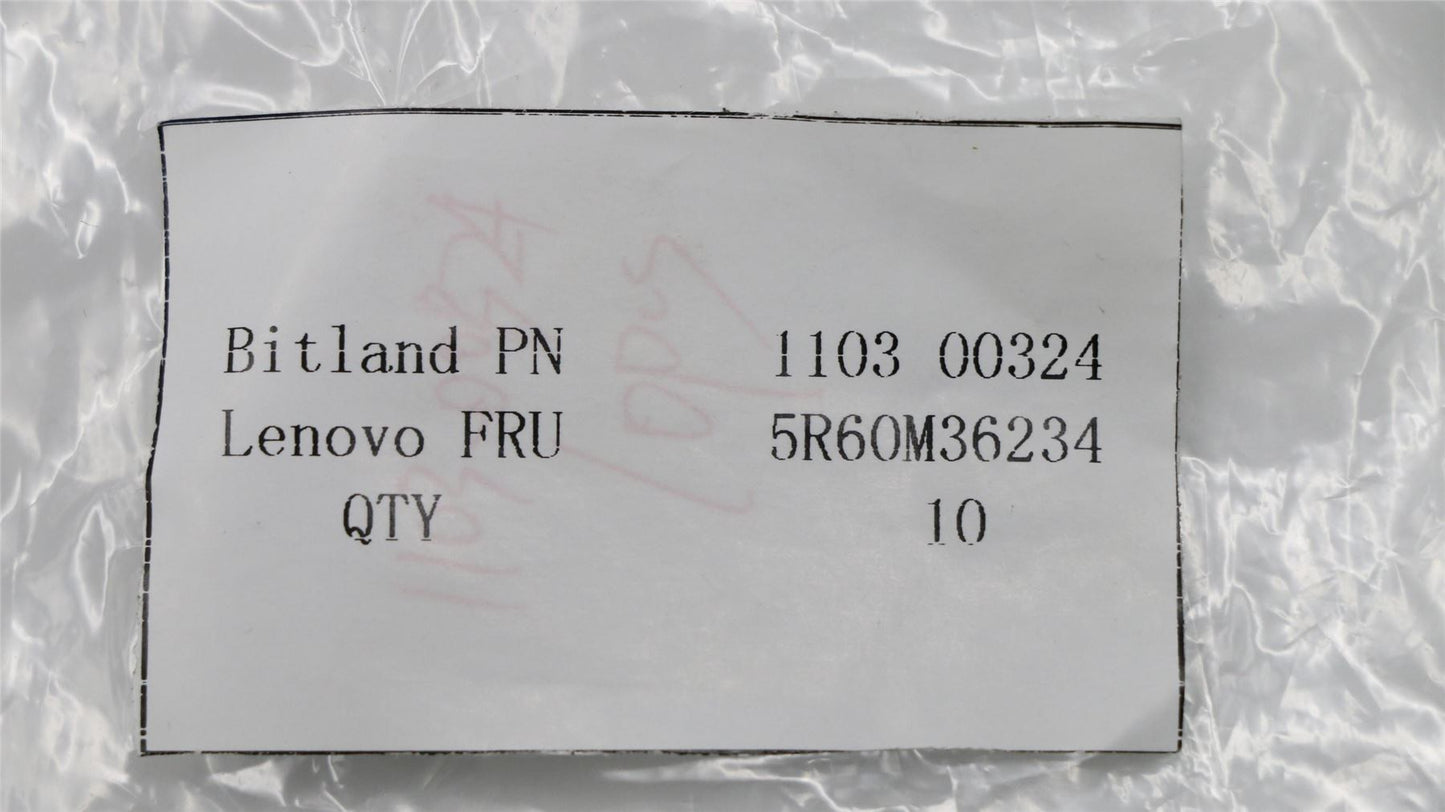 Bitland PN 1103 00324
Lenovo FRU 5R60M36234
QTY 10